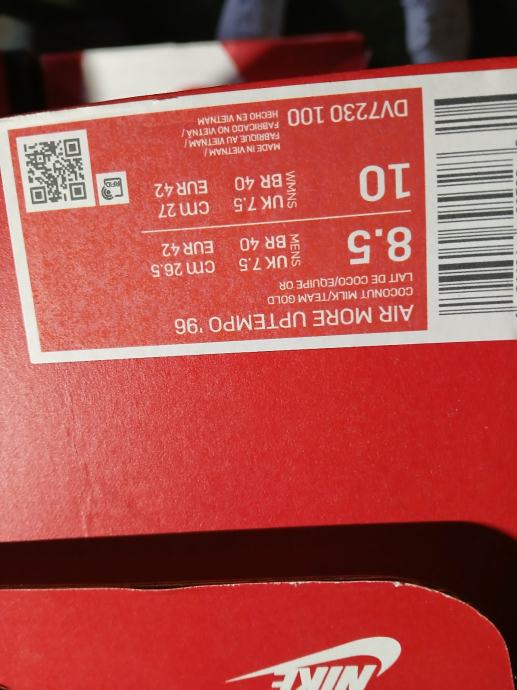 AIR MORE UPTEMPO '96
COCONUT MILK/TEAM GOLD
LAIT DE COCO/EQUIPE OR
8.5 MENS UK 7.5 BR 40 cm 26.5 EUR 42
10 WMNS UK 7.5 BR 40 cm 27 EUR 42
DV7230 100
MADE IN VIETNAM /
FABRIQUE AU VIETNAM /
FABRICADO NO VIETNÃ /
HECHO EN VIETNAM
NIKE